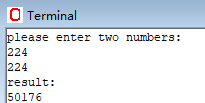 Terminal
please enter two numbers:
224
224
result:
50176